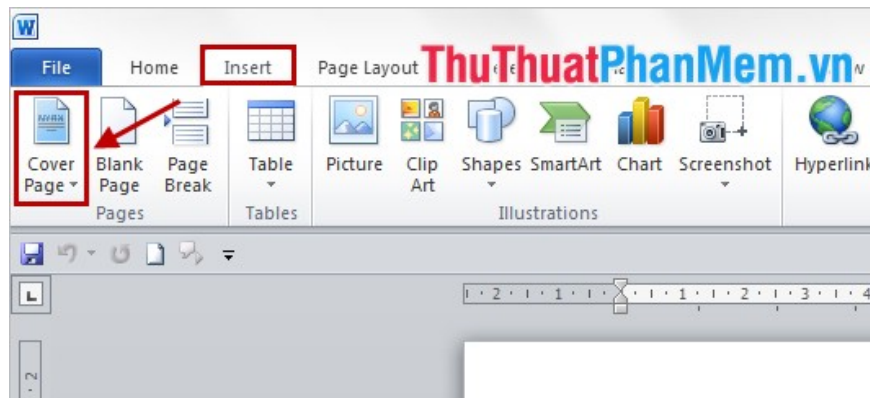 W
File Home Insert Page Layout ThuThuatPhanMem.vn
Cover Page Blank Page Page Break Table Picture Clip Art Shapes SmartArt Chart Screenshot Hyperlink
Pages Tables Illustrations
L 2 1 1 2 3 4
2